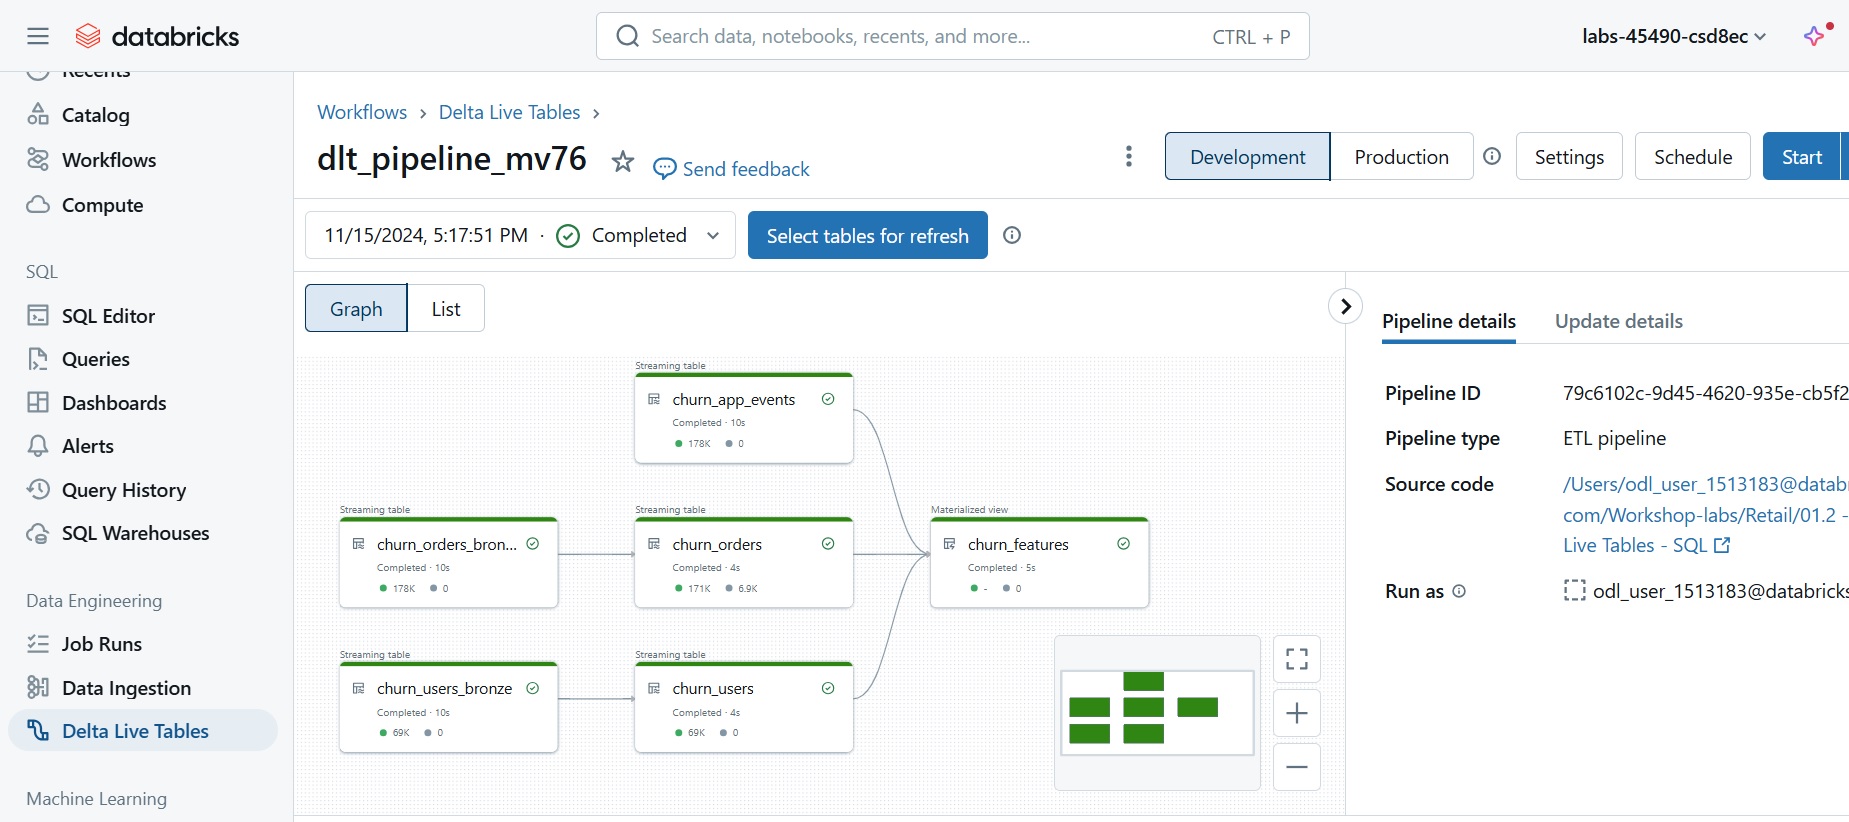 databricks
Search data, notebooks, recents, and more...
CTRL + P
labs-45490-csd8ec
Recents
Catalog
Workflows
Compute
SQL
SQL Editor
Queries
Dashboards
Alerts
Query History
SQL Warehouses
Data Engineering
Job Runs
Data Ingestion
Delta Live Tables
Machine Learning
Workflows › Delta Live Tables ›
dlt_pipeline_mv76
Send feedback
Development
Production
Settings
Schedule
Start
11/15/2024, 5:17:51 PM · Completed
Select tables for refresh
Graph
List
Streaming table
churn_app_events
Completed · 10s
178K 0
Streaming table
churn_orders_bron...
Completed · 10s
178K 0
Streaming table
churn_orders
Completed · 4s
171K 6.9K
Materialized view
churn_features
Completed · 5s
- 0
Streaming table
churn_users_bronze
Completed · 10s
69K 0
Streaming table
churn_users
Completed · 4s
69K 0
Pipeline details
Update details
Pipeline ID
79c6102c-9d45-4620-935e-cb5f2
Pipeline type
ETL pipeline
Source code
/Users/odl_user_1513183@datab
com/Workshop-labs/Retail/01.2 -
Live Tables - SQL
Run as
odl_user_1513183@databricks